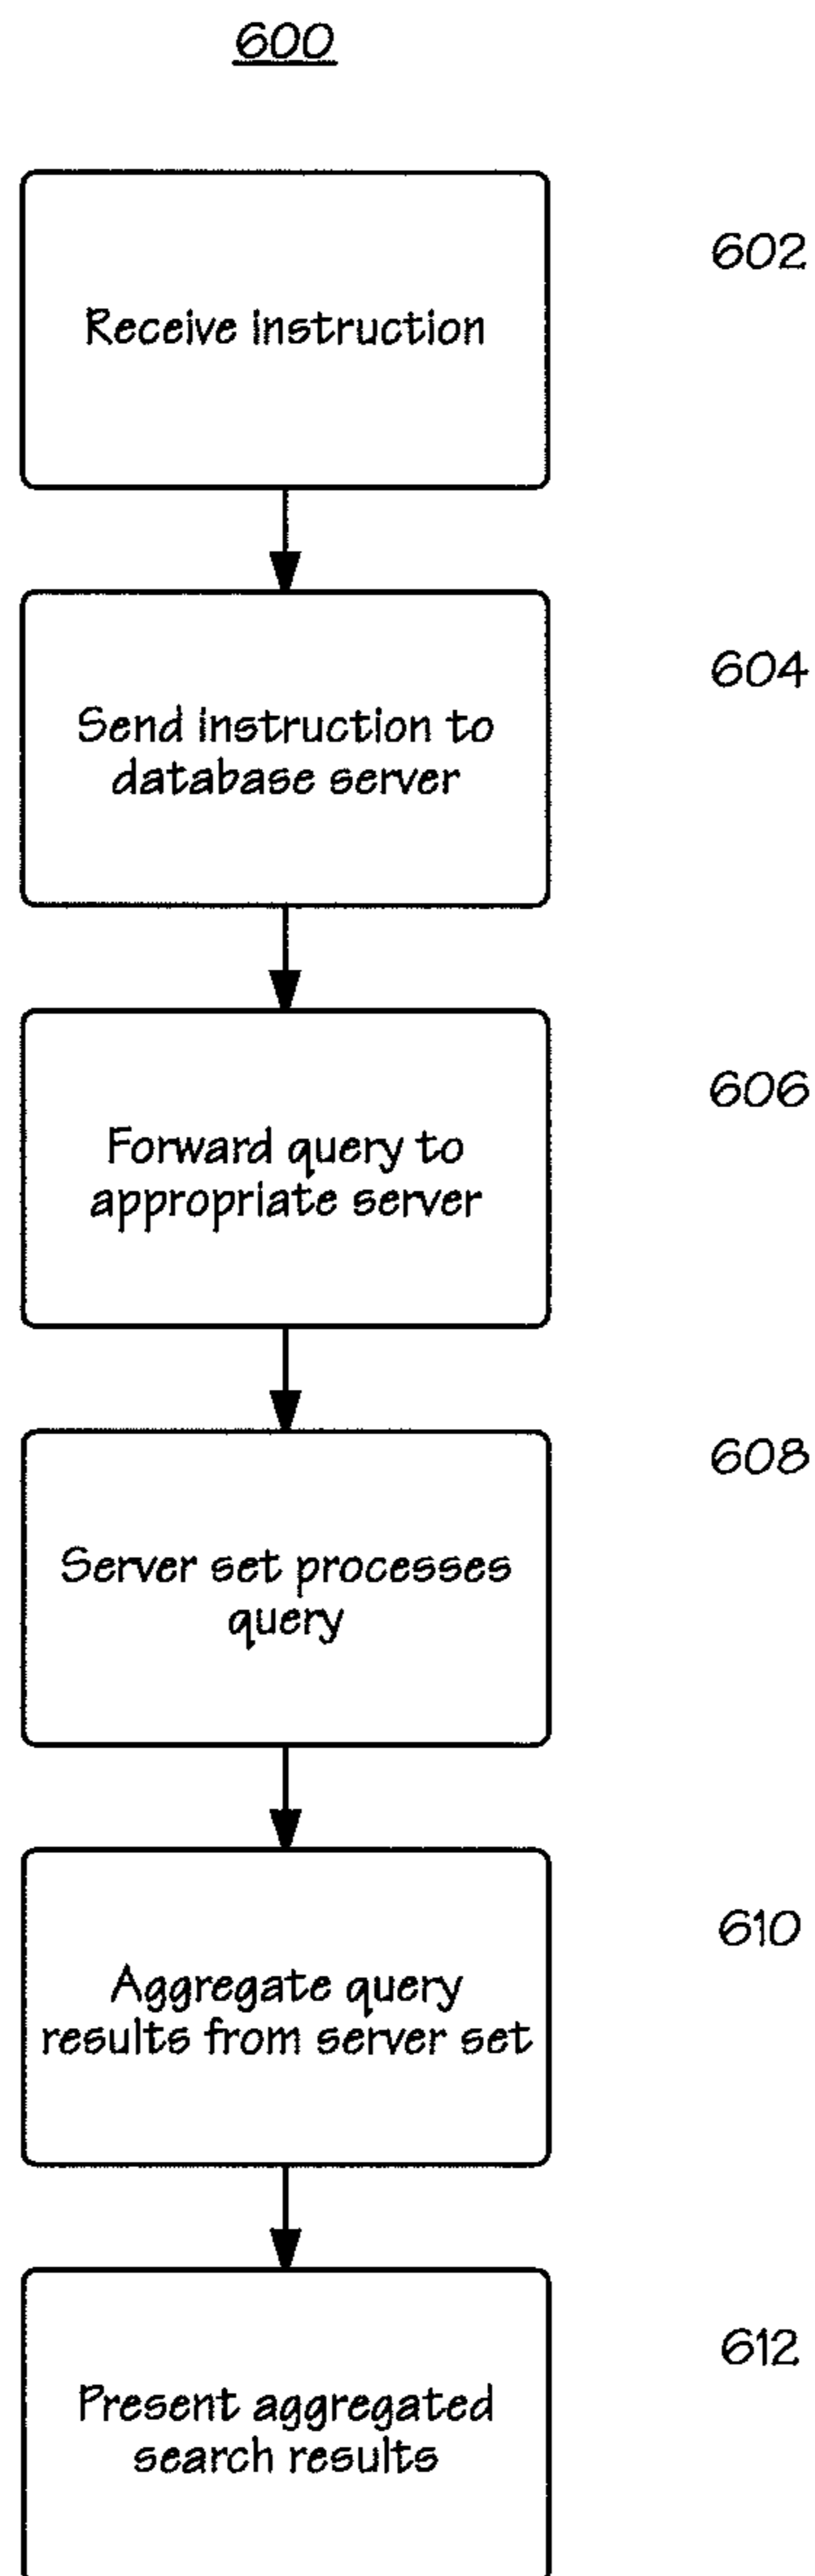 600
602
Receive instruction
604
Send instruction to
database server
606
Forward query to
appropriate server
608
Server set processes
query
610
Aggregate query
results from server set
612
Present aggregated
search results